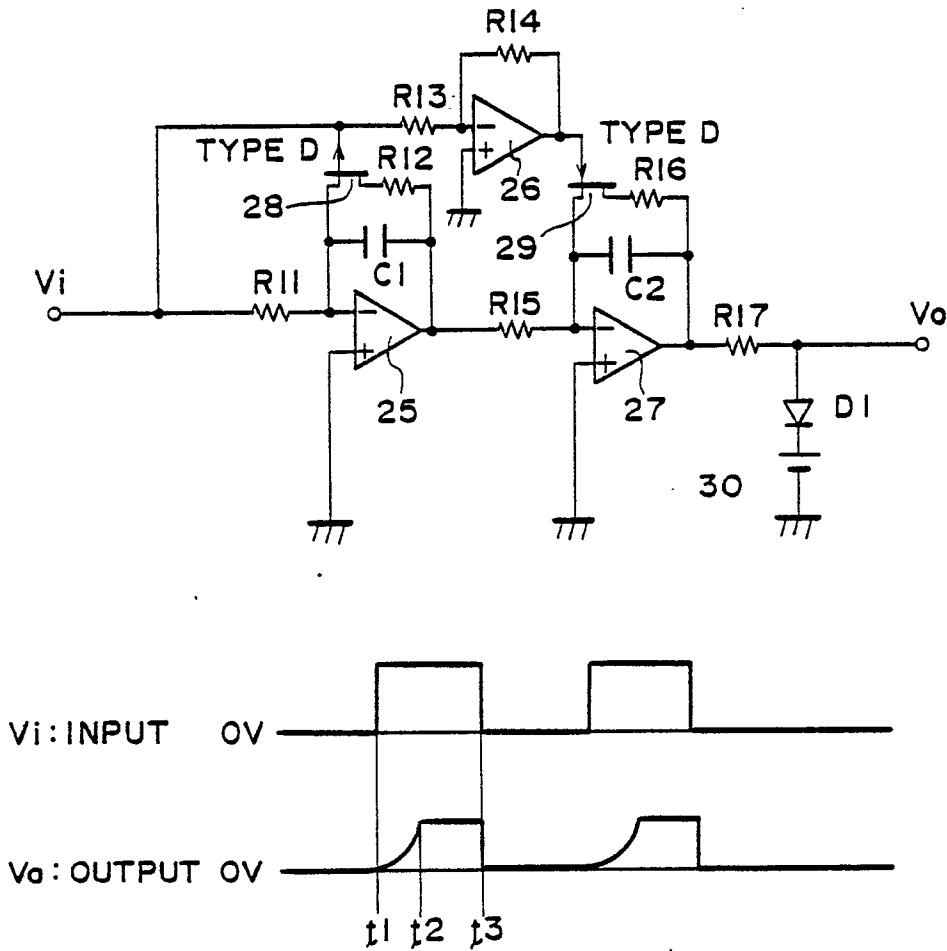 R14
R13
TYPE D
R12
28
26
TYPE D
R16
29
C1
C2
Vi
R11
R15
R17
Vo
25
27
D1
30
Vi : INPUT 0V
Va : OUTPUT 0V
t1 t2 t3